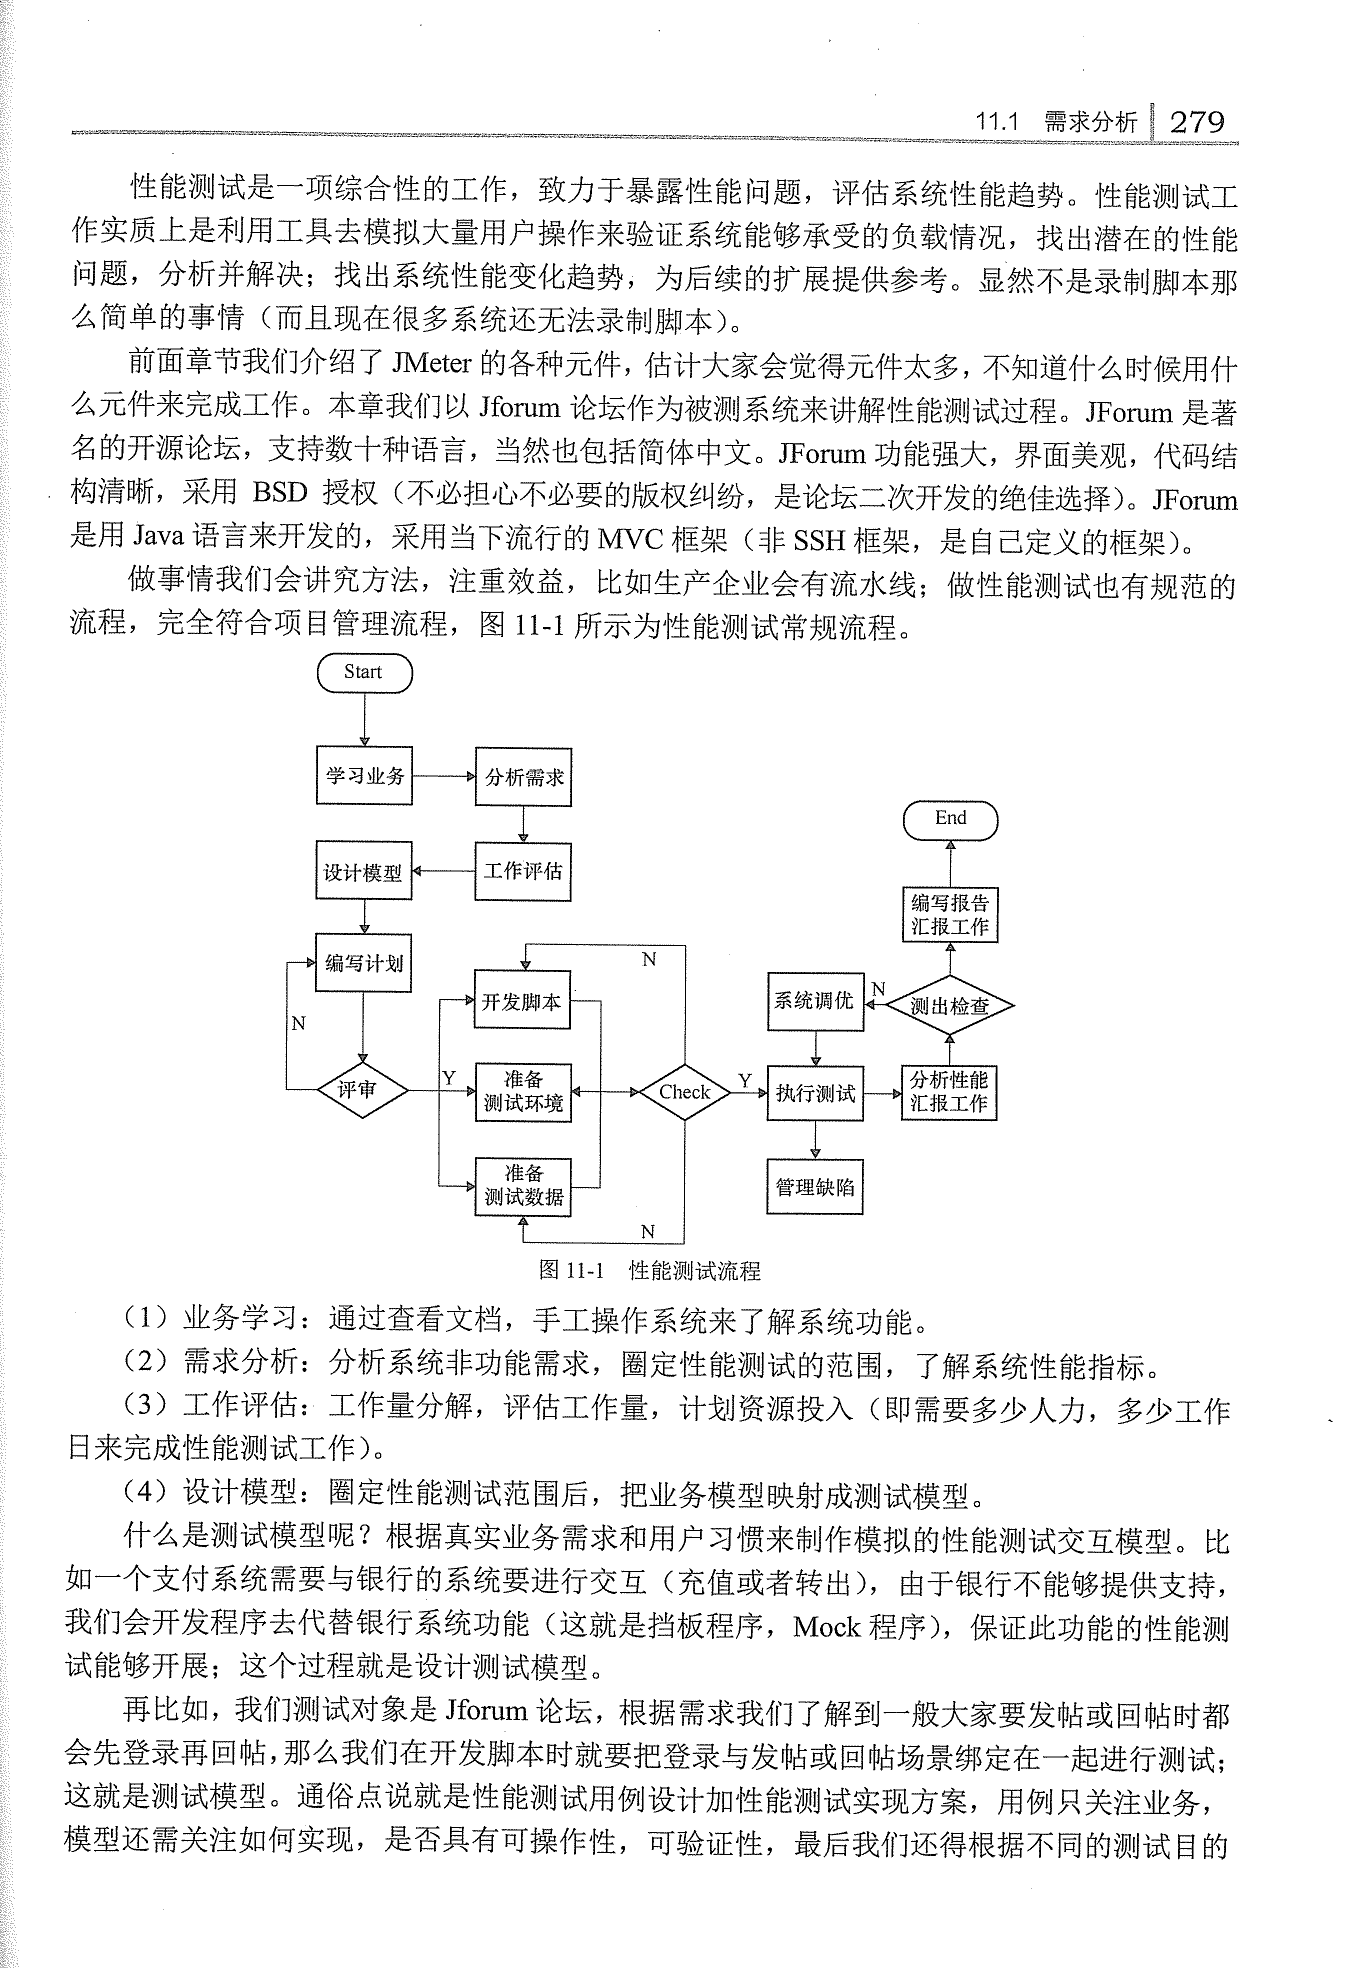 11.1 需求分析 279
性能测试是一项综合性的工作，致力于暴露性能问题，评估系统性能趋势。性能测试工
作实质上是利用工具去模拟大量用户操作来验证系统能够承受的负载情况，找出潜在的性能
问题，分析并解决；找出系统性能变化趋势，为后续的扩展提供参考。显然不是录制脚本那
么简单的事情（而且现在很多系统还无法录制脚本）。
前面章节我们介绍了 JMeter 的各种元件，估计大家会觉得元件太多，不知道什么时候用什
么元件来完成工作。本章我们以 Jforum 论坛作为被测系统来讲解性能测试过程。JForum 是著
名的开源论坛，支持数十种语言，当然也包括简体中文。JForum 功能强大，界面美观，代码结
构清晰，采用 BSD 授权（不必担心不必要的版权纠纷，是论坛二次开发的绝佳选择）。JForum
是用 Java 语言来开发的，采用当下流行的 MVC 框架（非 SSH 框架，是自己定义的框架）。
做事情我们会讲究方法，注重效益，比如生产企业会有流水线；做性能测试也有规范的
流程，完全符合项目管理流程，图 11-1 所示为性能测试常规流程。
Start
学习业务
分析需求
设计模型
工作评估
编写计划
N
评审
Y
开发脚本
准备
测试环境
准备
测试数据
N
Check
N
Y
执行测试
管理缺陷
系统调优
分析性能
汇报工作
N
测出检查
编写报告
汇报工作
End
图 11-1 性能测试流程
（1）业务学习：通过查看文档，手工操作系统来了解系统功能。
（2）需求分析：分析系统非功能需求，圈定性能测试的范围，了解系统性能指标。
（3）工作评估：工作量分解，评估工作量，计划资源投入（即需要多少人力，多少工作
日来完成性能测试工作）。
（4）设计模型：圈定性能测试范围后，把业务模型映射成测试模型。
什么是测试模型呢？根据真实业务需求和用户习惯来制作模拟的性能测试交互模型。比
如一个支付系统需要与银行的系统要进行交互（充值或者转出），由于银行不能够提供支持，
我们会开发程序去代替银行系统功能（这就是挡板程序，Mock 程序），保证此功能的性能测
试能够开展；这个过程就是设计测试模型。
再比如，我们测试对象是 Jforum 论坛，根据需求我们了解到一般大家要发帖或回帖时都
会先登录再回帖，那么我们在开发脚本时就要把登录与发帖或回帖场景绑定在一起进行测试；
这就是测试模型。通俗点说就是性能测试用例设计加性能测试实现方案，用例只关注业务，
模型还需关注如何实现，是否具有可操作性，可验证性，最后我们还得根据不同的测试目的